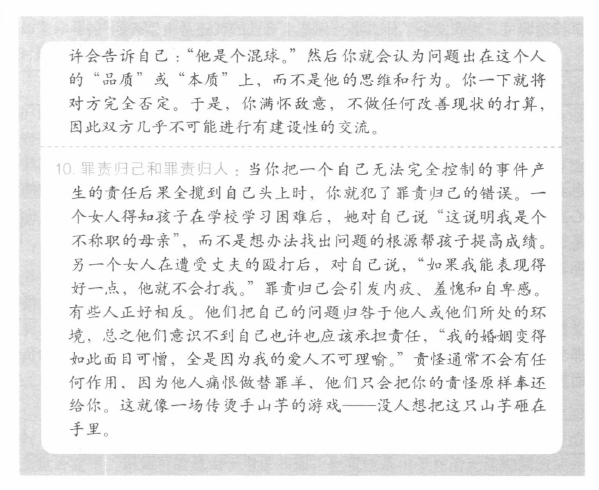 许会告诉自己：“他是个混球。”然后你就会认为问题出在这个人
的“品质”或“本质”上，而不是他的思维和行为。你一下就将
对方完全否定。于是，你满怀敌意，不做任何改善现状的打算，
因此双方几乎不可能进行有建设性的交流。
10. 罪责归己和罪责归人：当你把一个自己无法完全控制的事件产
生的责任后果全揽到自己头上时，你就犯了罪责归己的错误。一
个女人得知孩子在学校学习困难后，她对自己说“这说明我是个
不称职的母亲”，而不是想办法找出问题的根源帮孩子提高成绩。
另一个女人在遭受丈夫的殴打后，对自己说，“如果我能表现得
好一点，他就不会打我。”罪责归己会引发内疚、羞愧和自卑感。
有些人正好相反。他们把自己的问题归咎于他人或他们所处的环
境，总之他们意识不到自己也许也应该承担责任，“我的婚姻变得
如此面目可憎，全是因为我的爱人不可理喻。”责怪通常不会有任
何作用，因为他人痛恨做替罪羊，他们只会把你的责怪原样奉还
给你。这就像一场传烫手山芋的游戏——没人想把这只山芋砸在
手里。